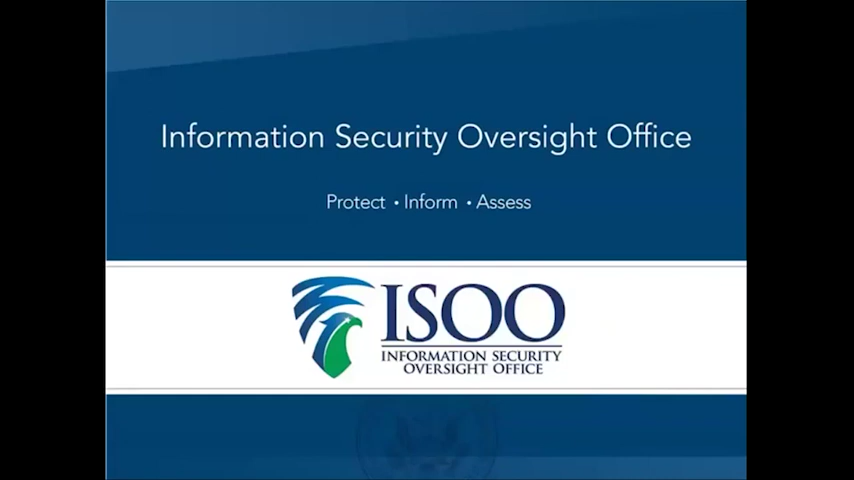 Information Security Oversight Office
Protect • Inform • Assess
ISOO
INFORMATION SECURITY
OVERSIGHT OFFICE